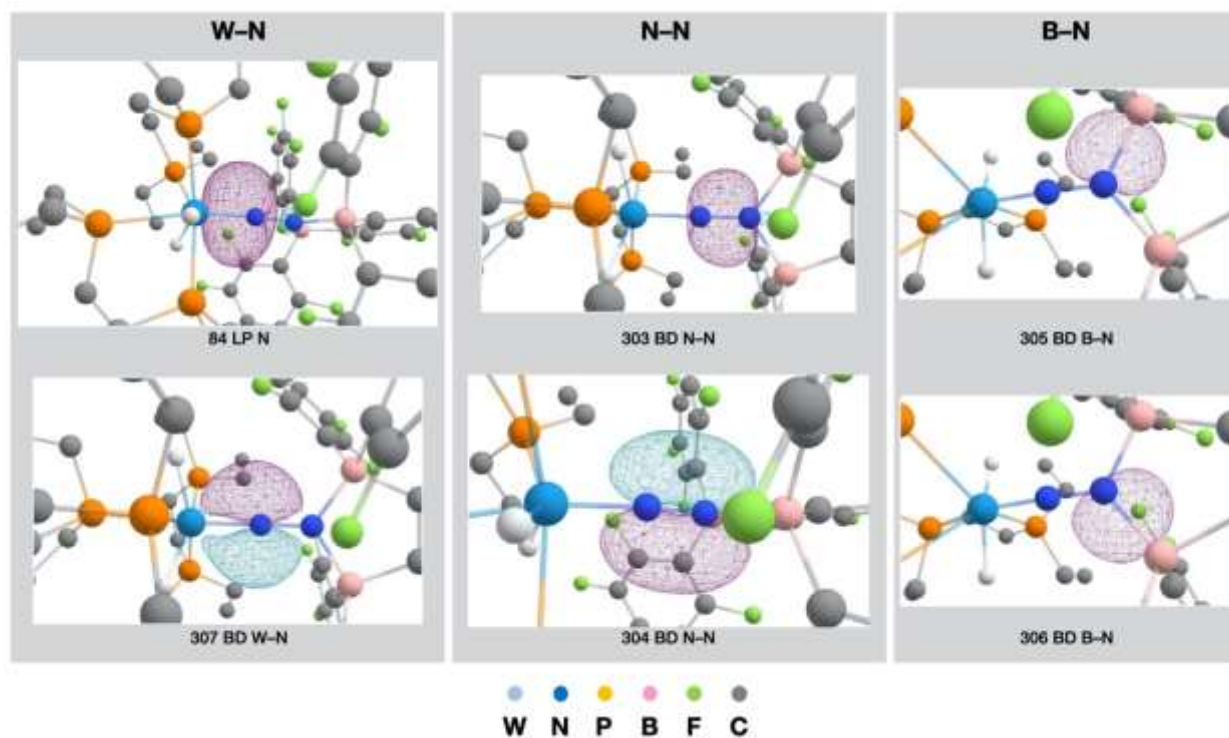 W–N
N–N
B–N
84 LP N
303 BD N–N
305 BD B–N
307 BD W–N
304 BD N–N
306 BD B–N
W N P B F C